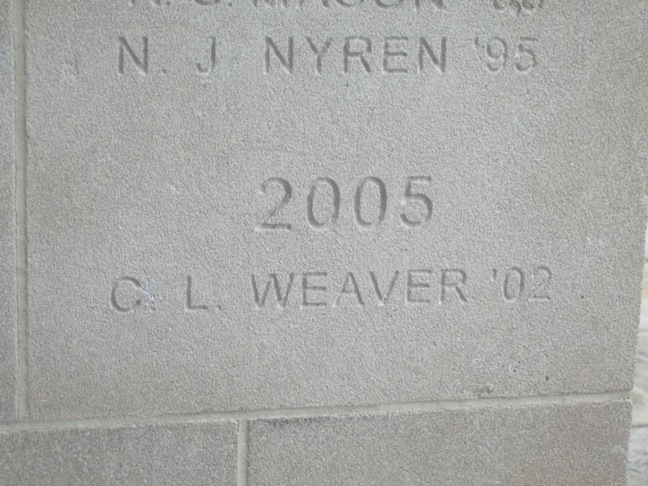 N. J. NYREN '95
2005
C. L. WEAVER '02